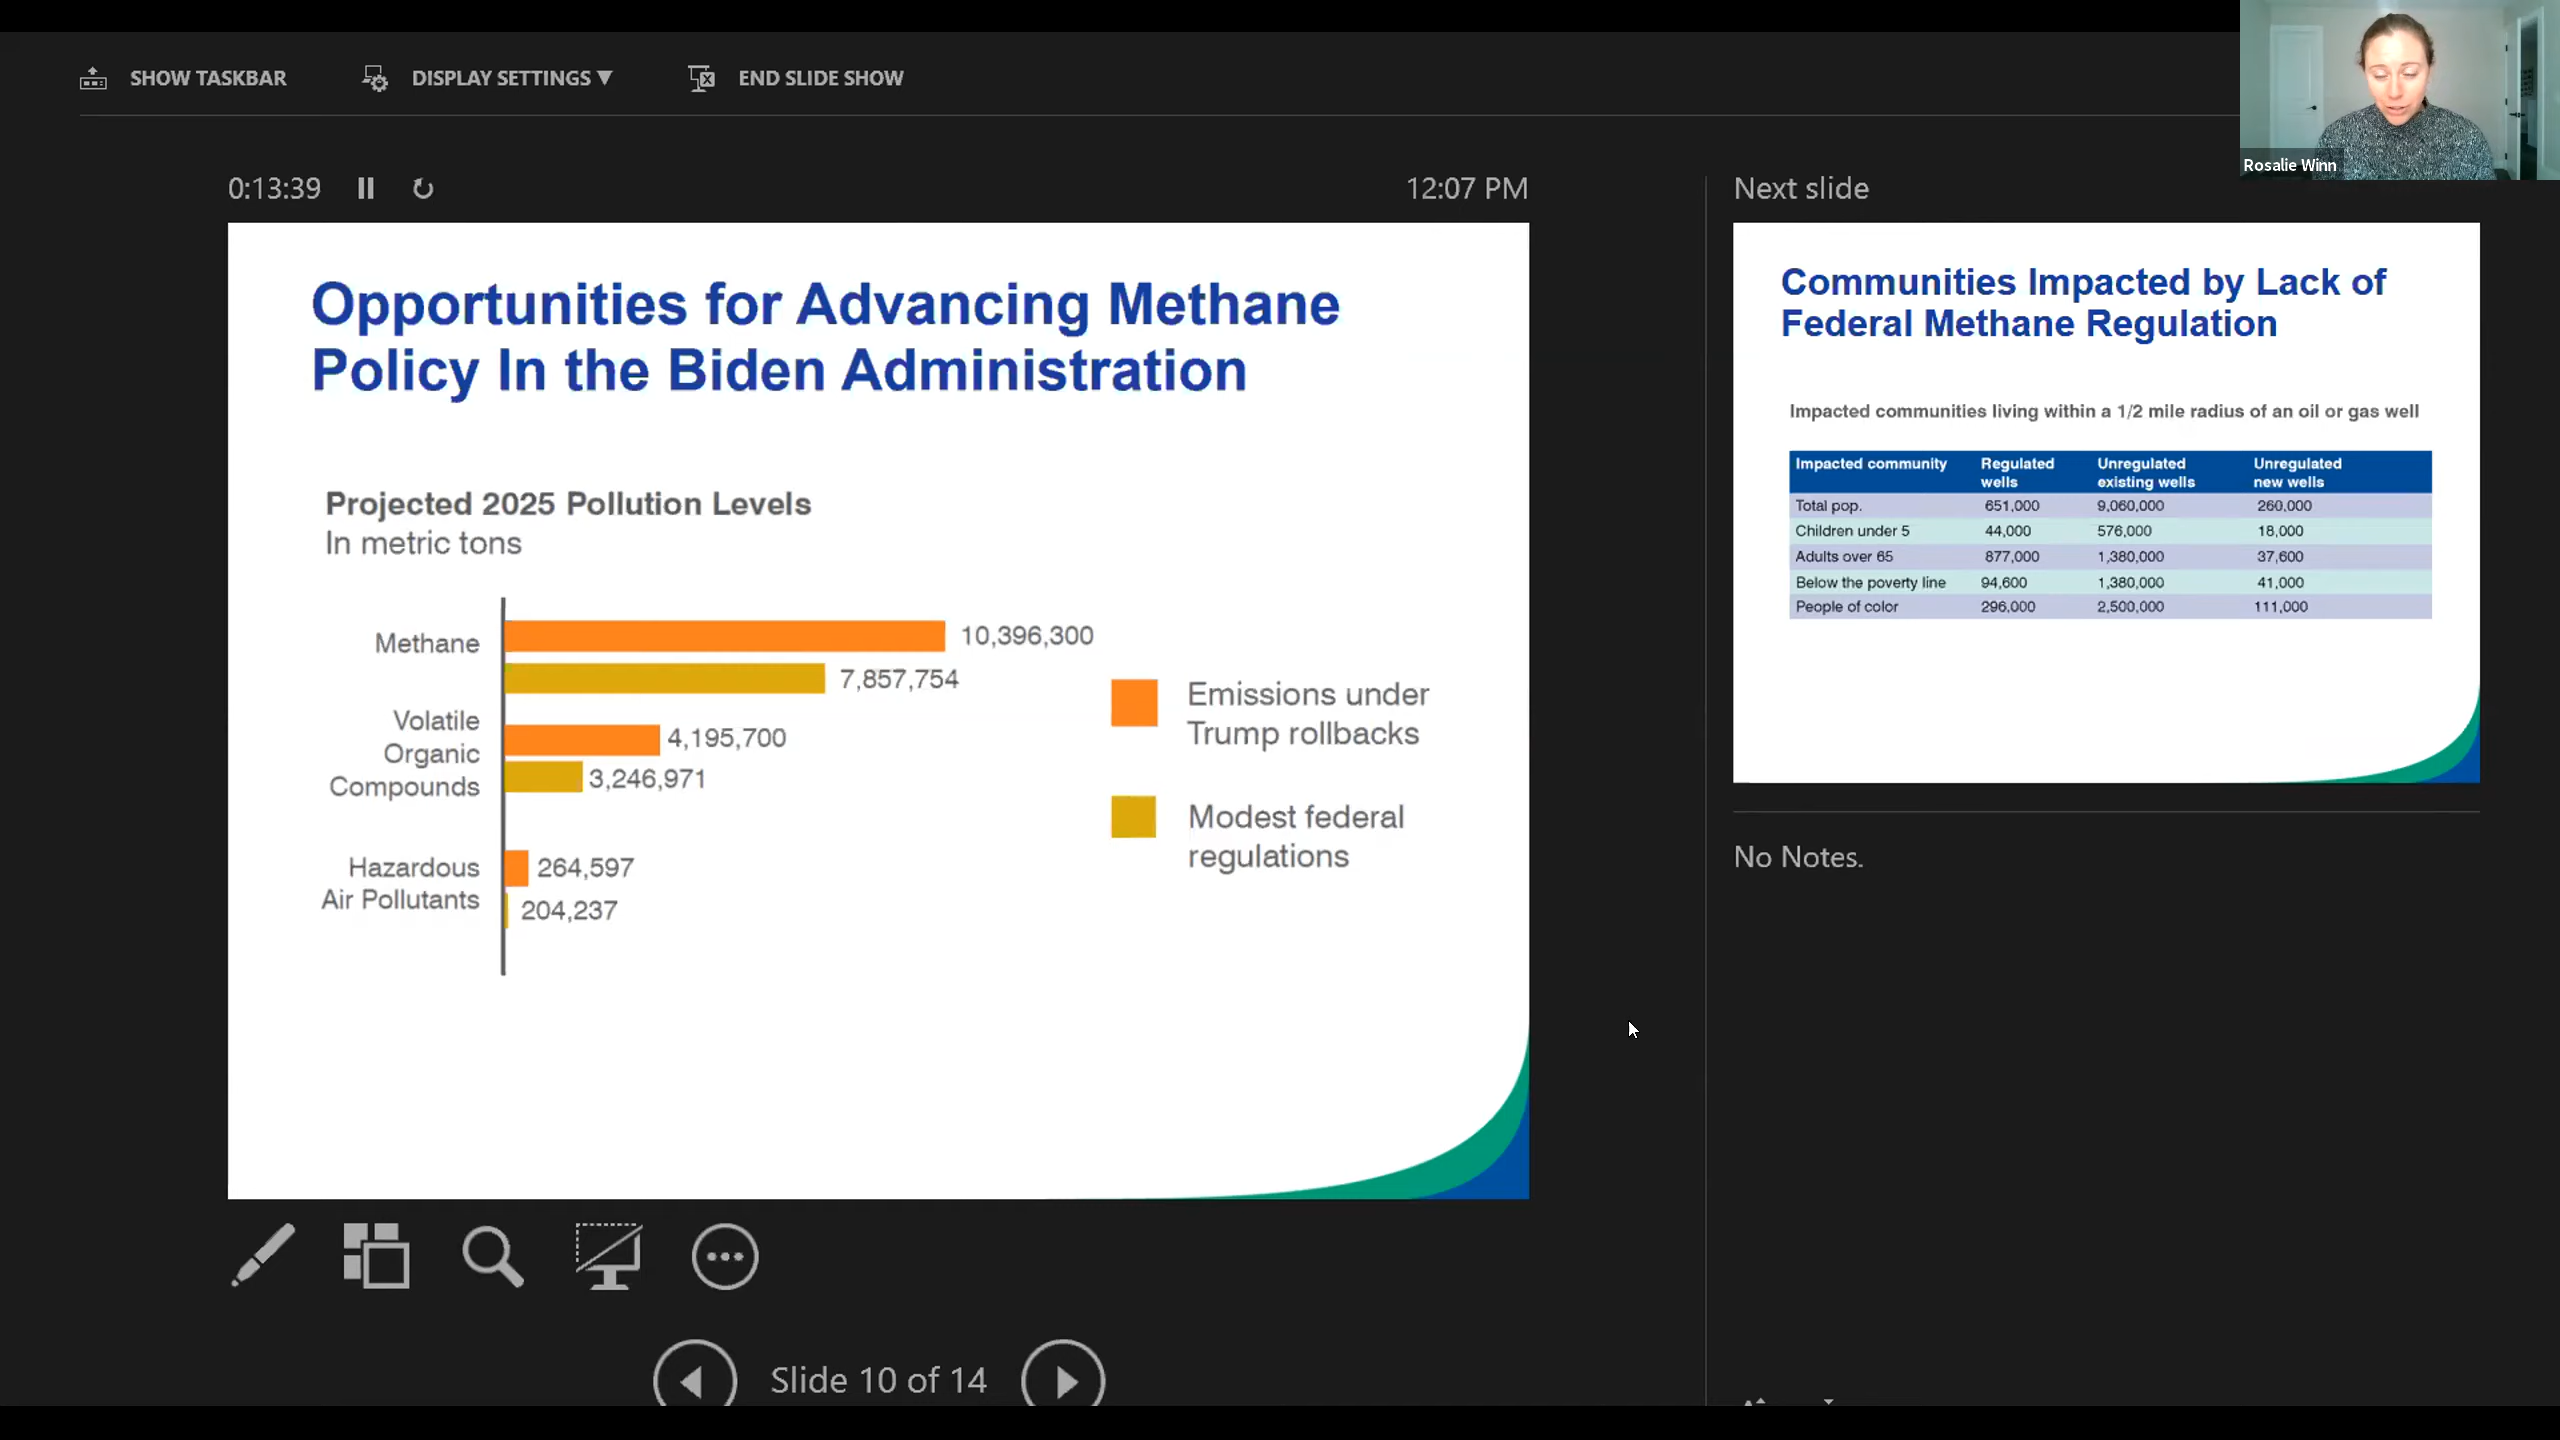 SHOW TASKBAR
DISPLAY SETTINGS ▼
END SLIDE SHOW
Rosalie Winn
0:13:39
12:07 PM
Opportunities for Advancing Methane
Policy In the Biden Administration
Projected 2025 Pollution Levels
In metric tons
Methane
10,396,300
7,857,754
Volatile
Organic
Compounds
4,195,700
3,246,971
Hazardous
Air Pollutants
264,597
204,237
Emissions under
Trump rollbacks
Modest federal
regulations
Slide 10 of 14
Next slide
Communities Impacted by Lack of
Federal Methane Regulation
Impacted communities living within a 1/2 mile radius of an oil or gas well
Impacted community Regulated wells Unregulated existing wells Unregulated new wells
Total pop. 651,000 9,060,000 260,000
Children under 5 44,000 576,000 18,000
Adults over 65 877,000 1,380,000 37,600
Below the poverty line 94,600 1,380,000 41,000
People of color 296,000 2,500,000 111,000
No Notes.